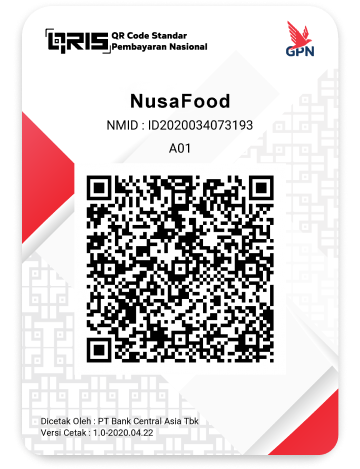 QRIS QR Code Standar
Pembayaran Nasional
GPN
NusaFood
NMID : ID2020034073193
A01
Dicetak Oleh : PT Bank Central Asia Tbk
Versi Cetak : 1.0-2020.04.22